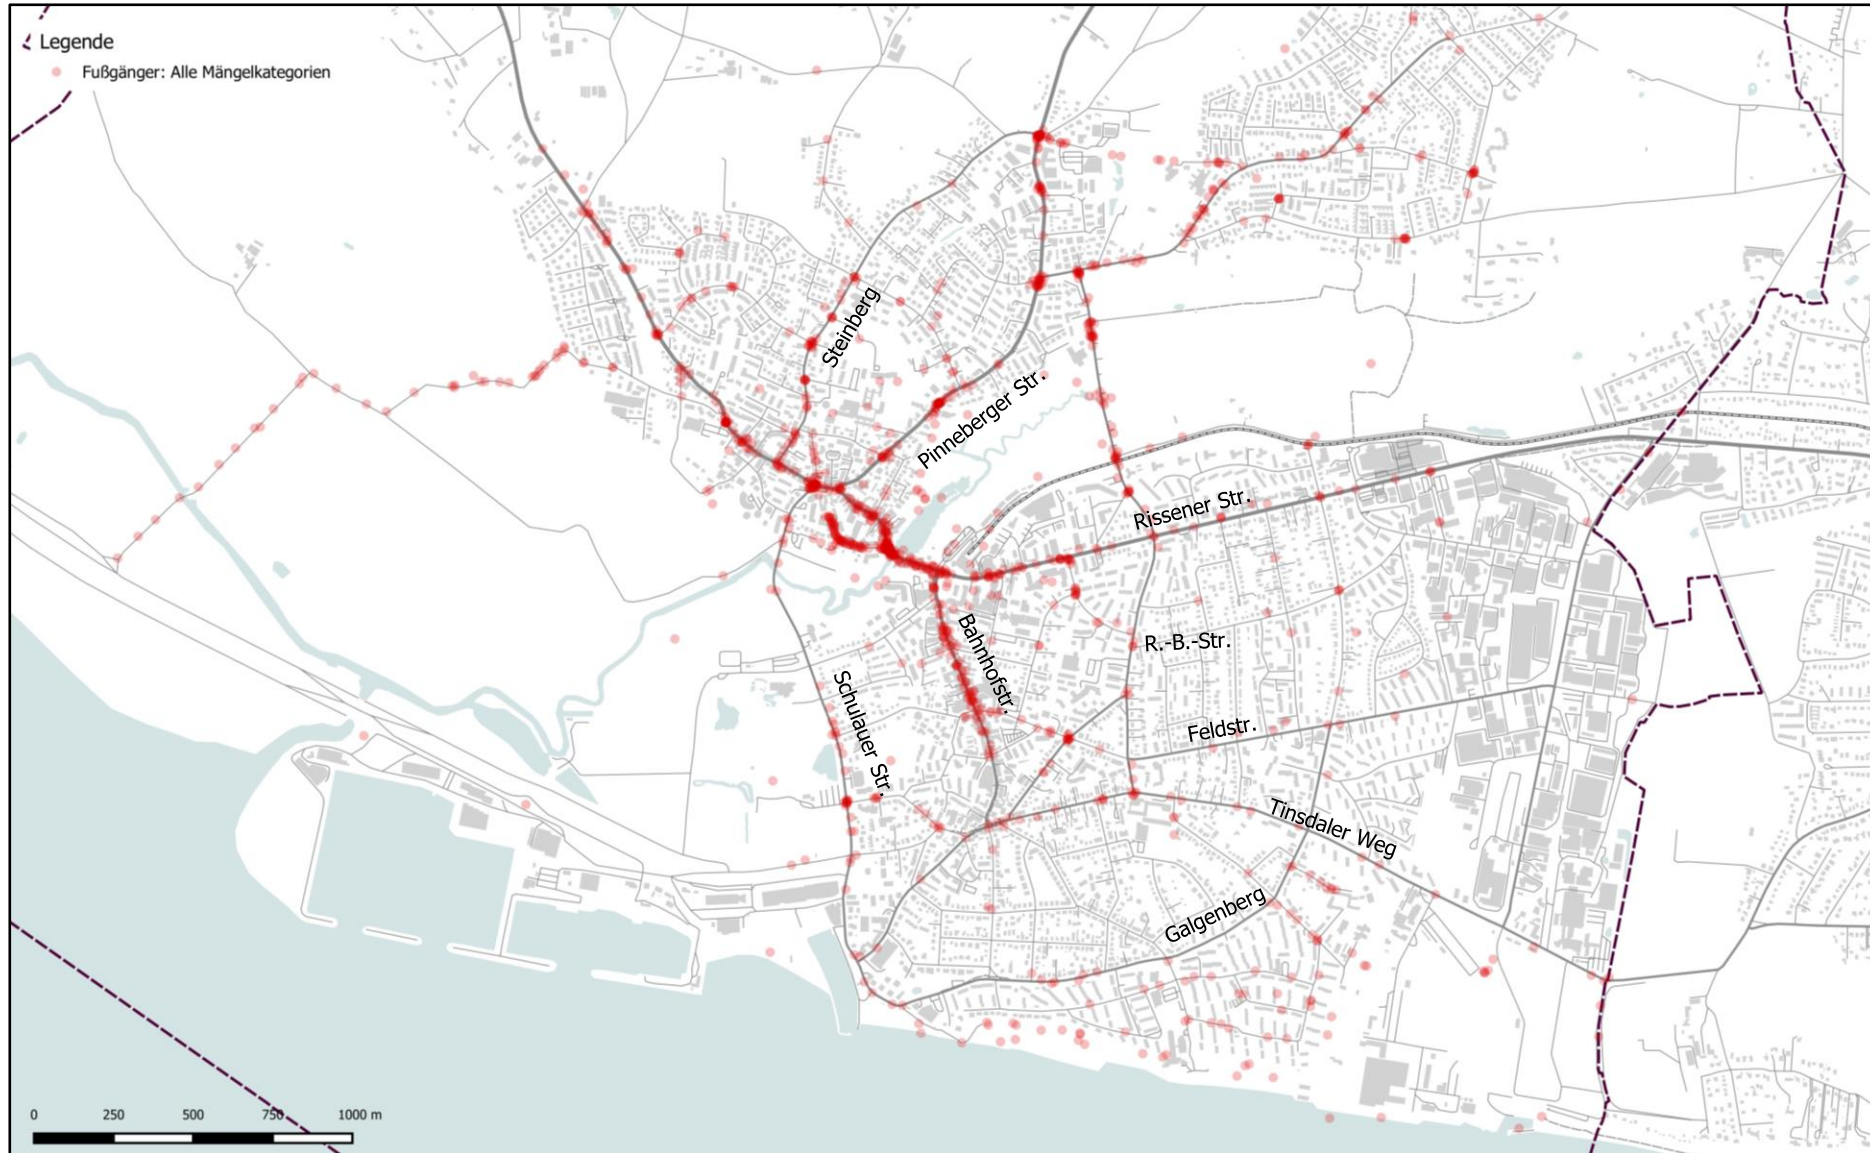 Legende
Fußgänger: Alle Mängelkategorien
Steinberg
Pinneberger Str.
Rissener Str.
Bahnhofstr.
R.-B.-Str.
Schulauer Str.
Feldstr.
Tinsdaler Weg
Galgenberg
0 250 500 750 1000 m